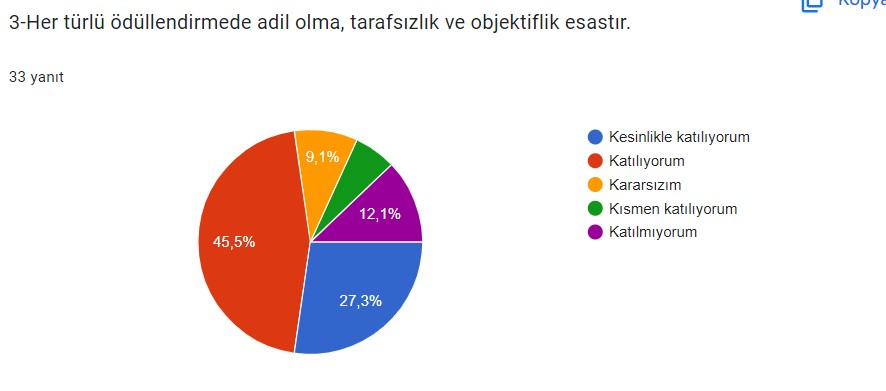 3-Her türlü ödüllendirmede adil olma, tarafsızlık ve objektiflik esastır.
33 yanıt
Kesinlikle katılıyorum
Katılıyorum
Kararsızım
Kısmen katılıyorum
Katılmıyorum
9,1%
12,1%
45,5%
27,3%